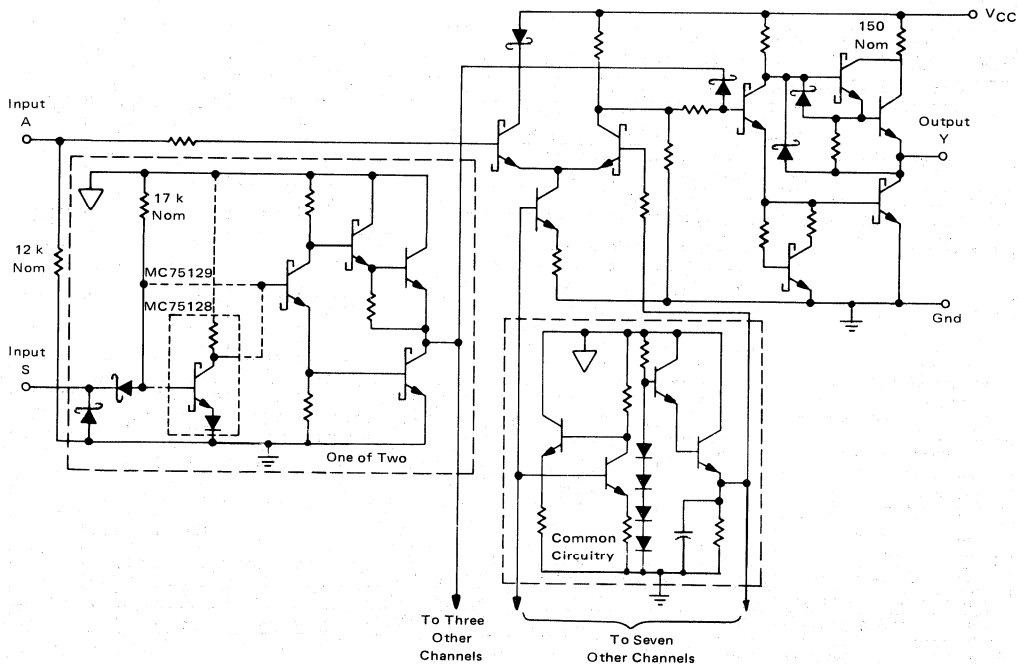 VCC
150
Nom
Input
A
Output
Y
17 k
Nom
12 k
Nom
MC75129
MC75128
Input
S
Gnd
One of Two
Common
Circuitry
To Three
Other
Channels
To Seven
Other Channels